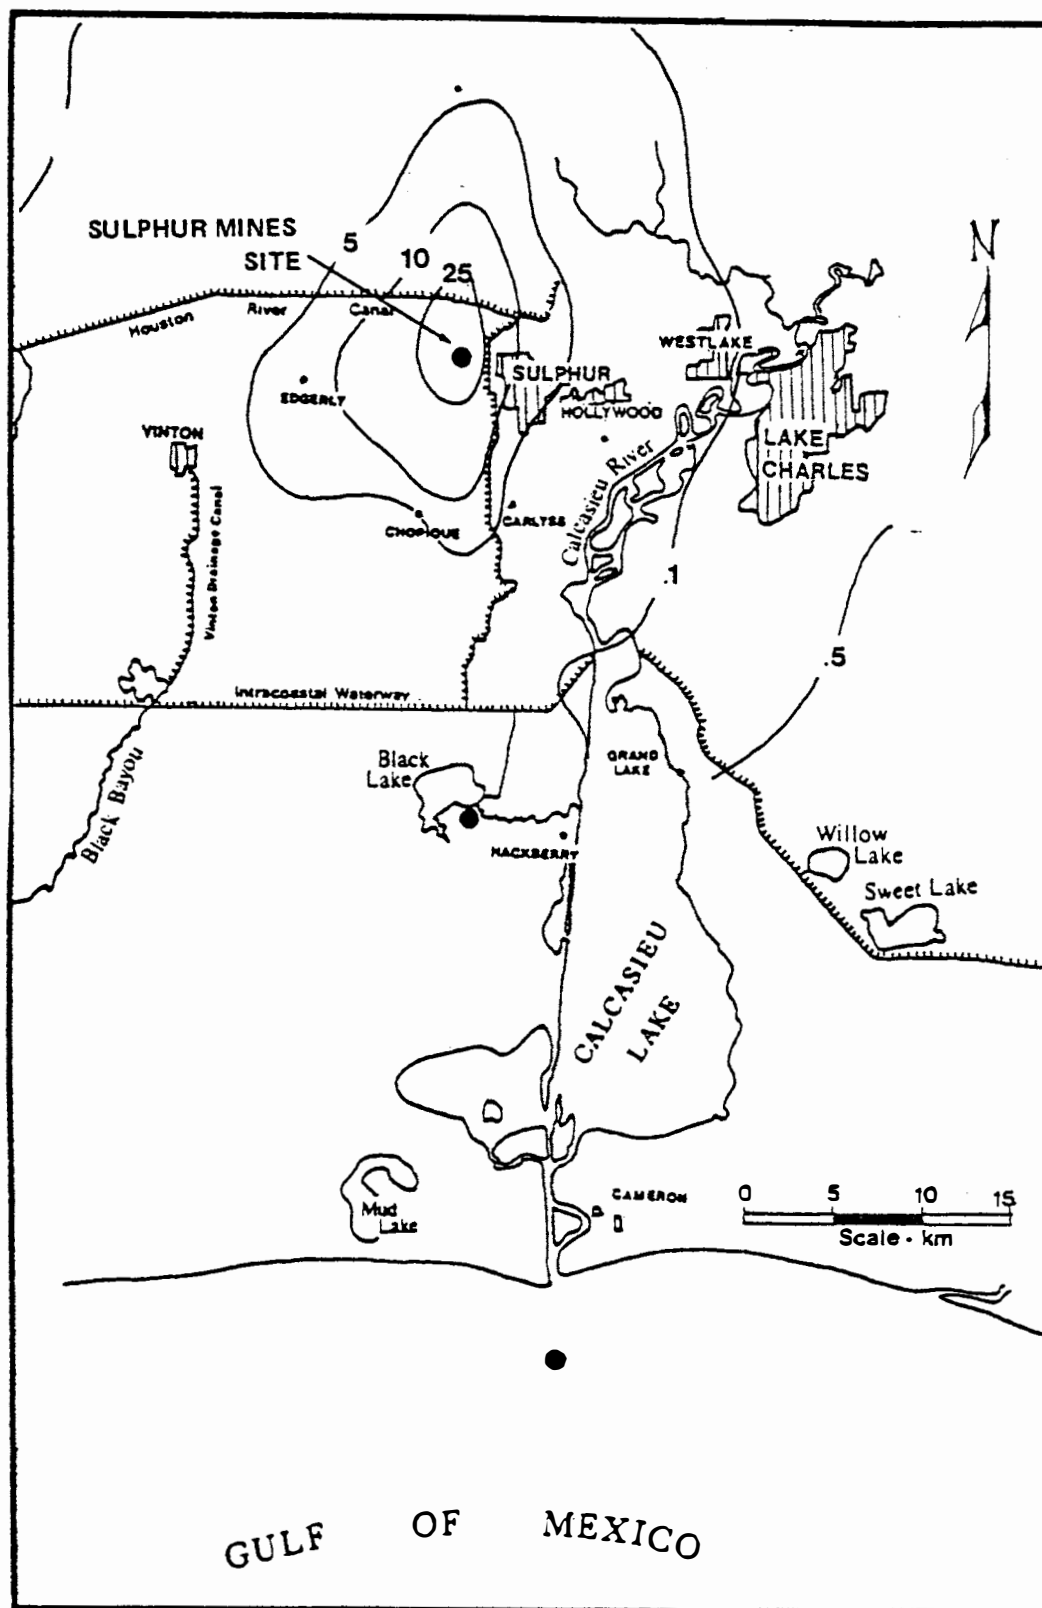 N
SULPHUR MINES
SITE
5
10
25
Houston River Canal
WESTLAKE
SULPHUR
HOLLYWOOD
EDGERLY
VINTON
LAKE
CHARLES
Calcasieu River
CHOPIQUE
CARLYSS
Vinton Drainage Canal
.1
.5
Intracoastal Waterway
Black
Lake
GRAND
LAKE
Black Bayou
HACKBERRY
Willow
Lake
Sweet Lake
CALCASIEU
LAKE
Mud
Lake
CAMERON
0 5 10 15
Scale - km
GULF OF MEXICO